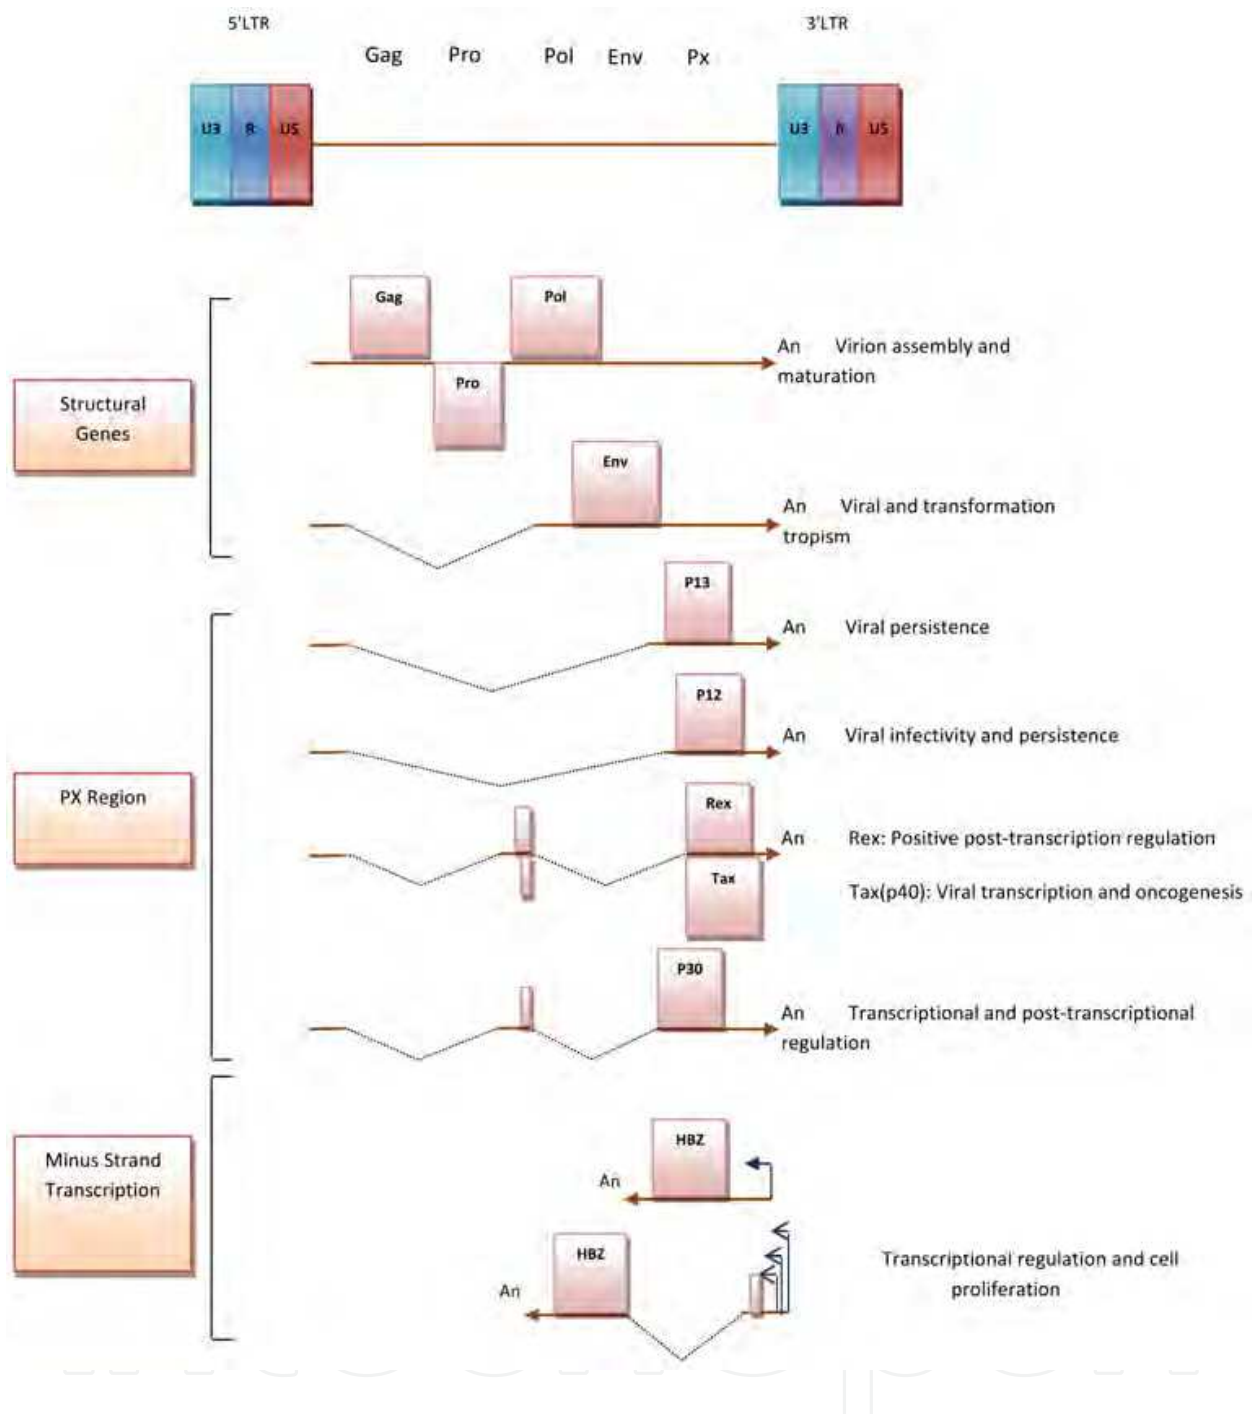 5'LTR
3'LTR
Gag Pro Pol Env Px
U3 R U5
U3 R U5
Gag
Pol
An Virion assembly and
maturation
Pro
Structural
Genes
Env
An Viral and transformation
tropism
P13
An Viral persistence
P12
An Viral infectivity and persistence
PX Region
Rex
An Rex: Positive post-transcription regulation
Tax
Tax(p40): Viral transcription and oncogenesis
P30
An Transcriptional and post-transcriptional
regulation
HBZ
Minus Strand
Transcription
An
HBZ
An
Transcriptional regulation and cell
proliferation